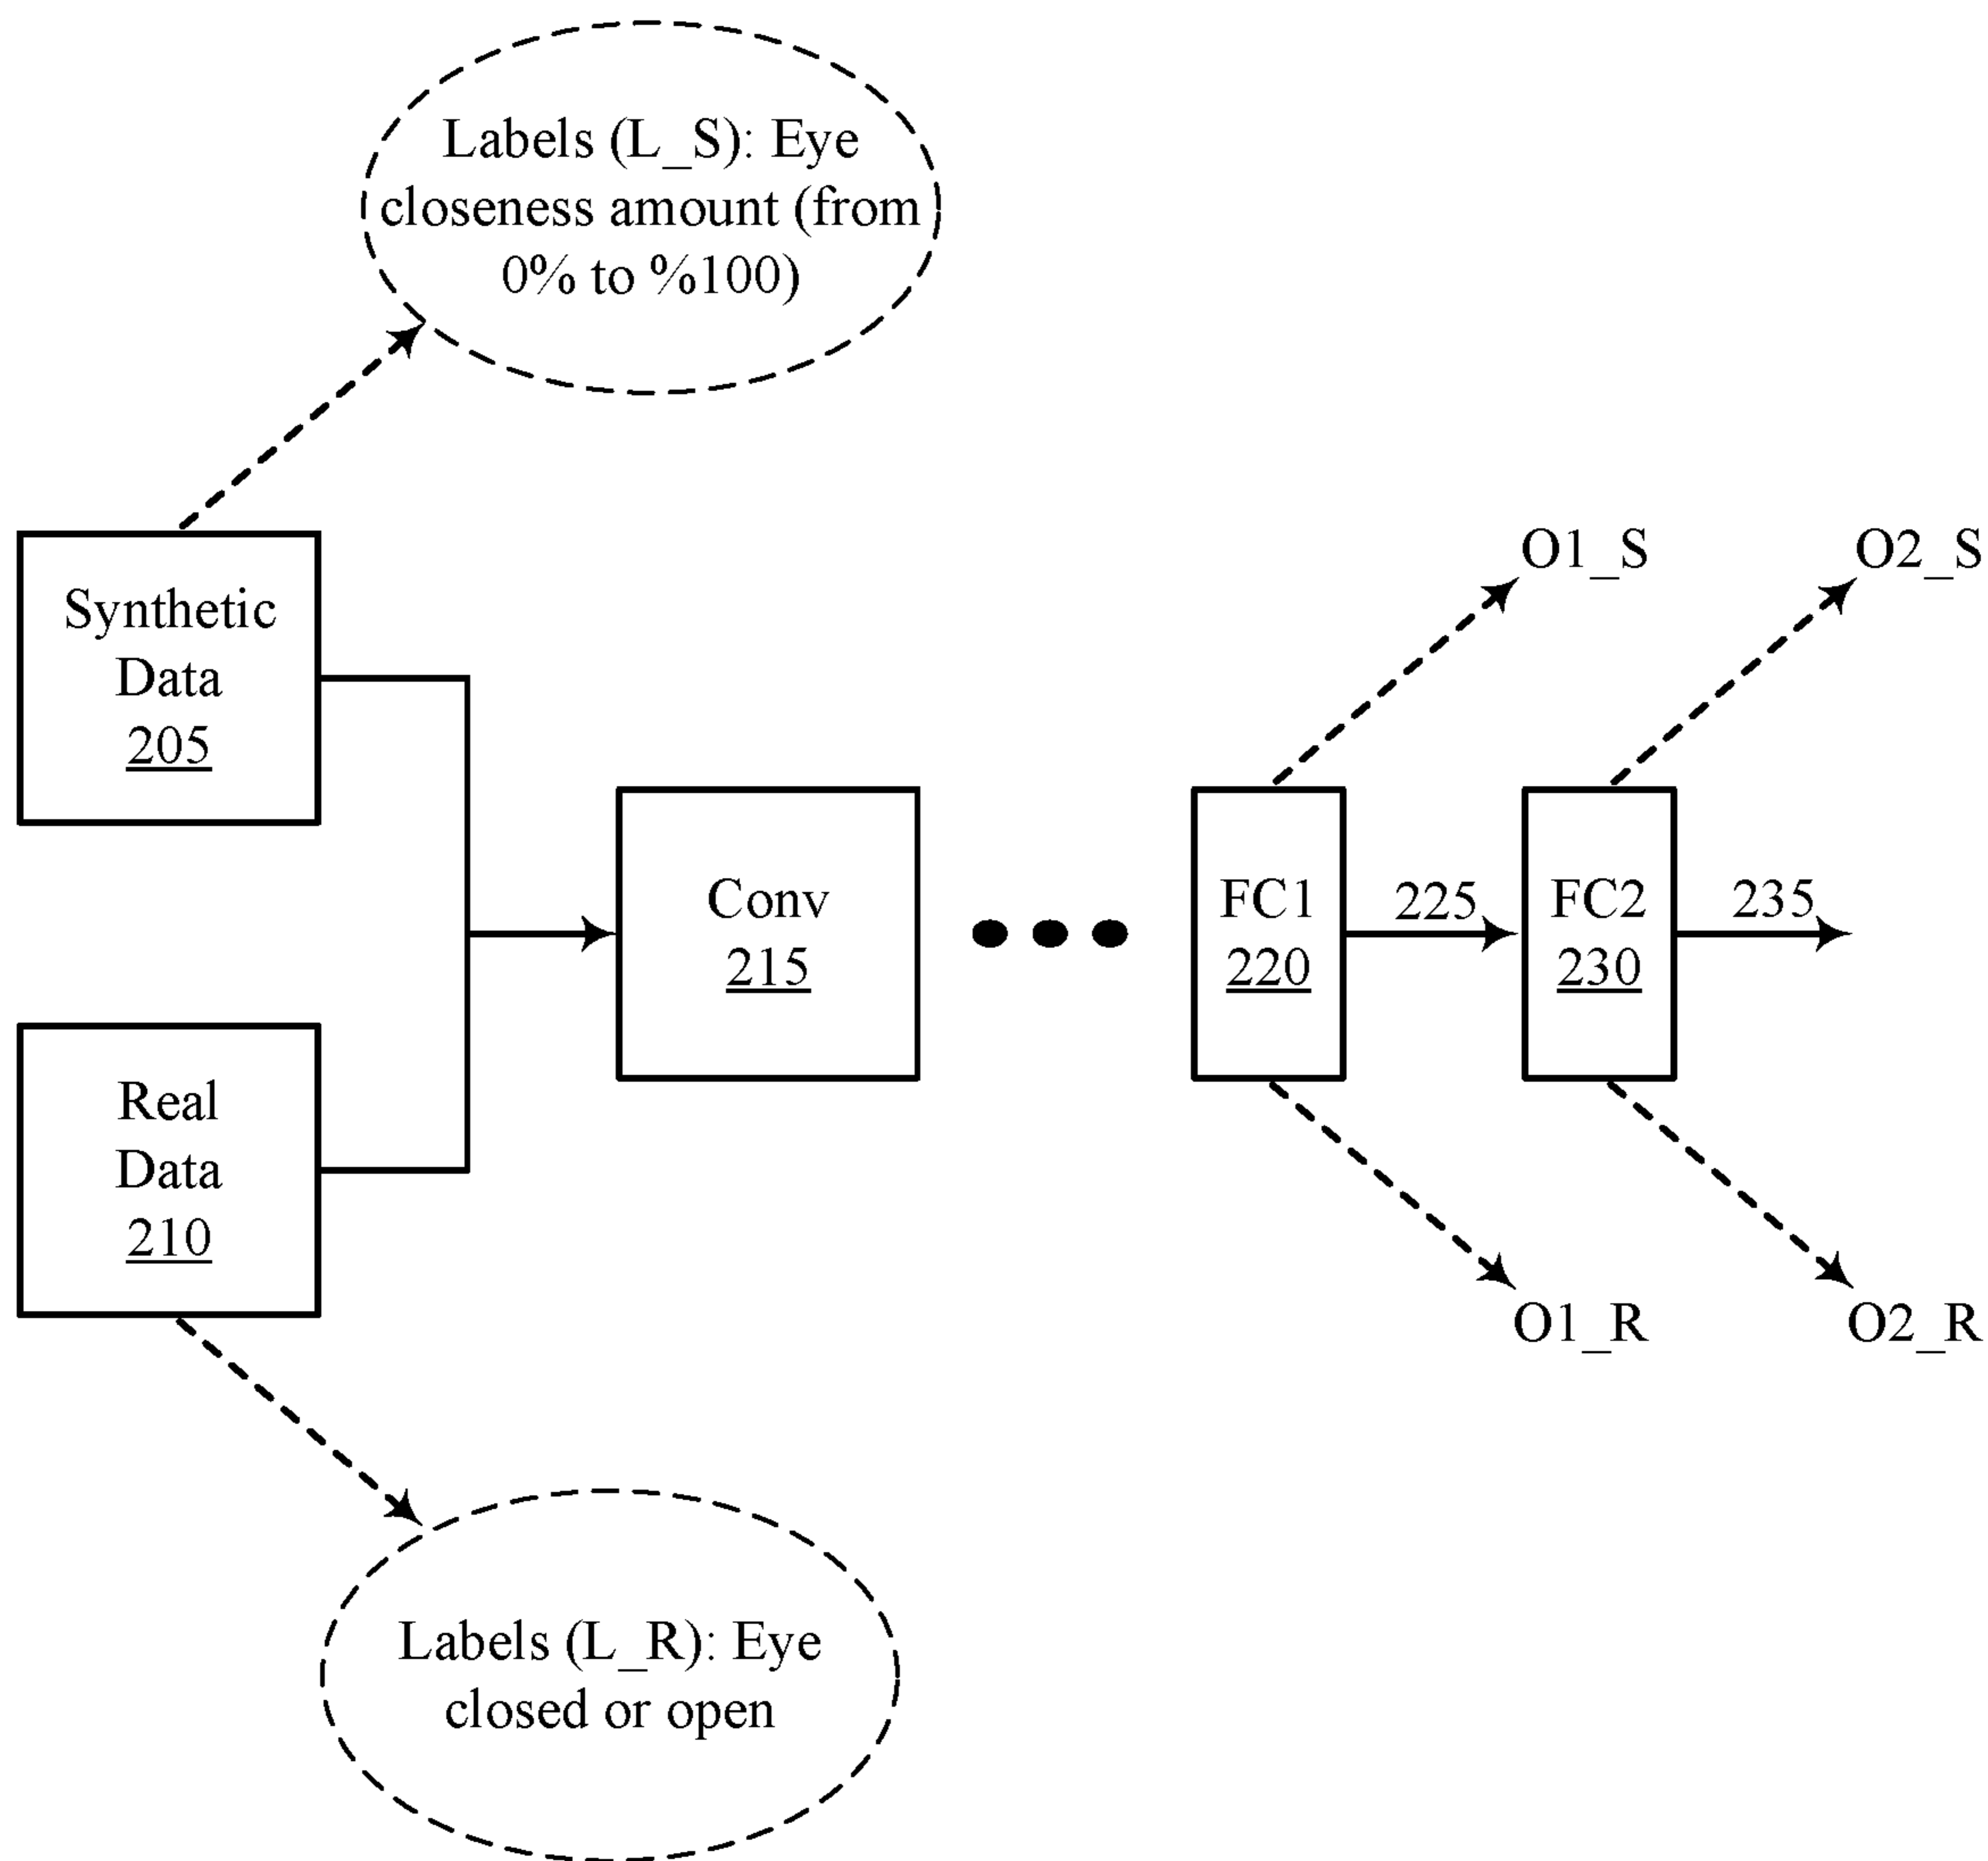 Labels (L_S): Eye
closeness amount (from
0% to %100)
Synthetic
Data
205
O1_S
O2_S
Conv
215
FC1
220
225
FC2
230
235
Real
Data
210
O1_R
O2_R
Labels (L_R): Eye
closed or open